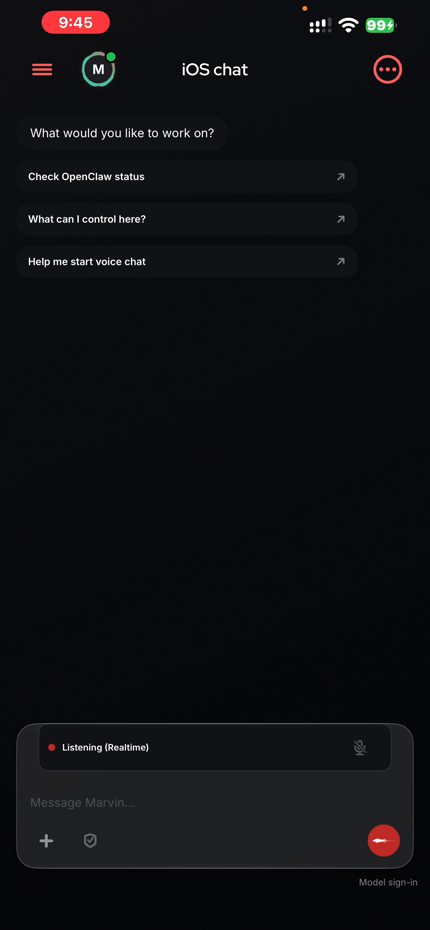 9:45
99
M
iOS chat
What would you like to work on?
Check OpenClaw status
What can I control here?
Help me start voice chat
Listening (Realtime)
Message Marvin...
Model sign-in